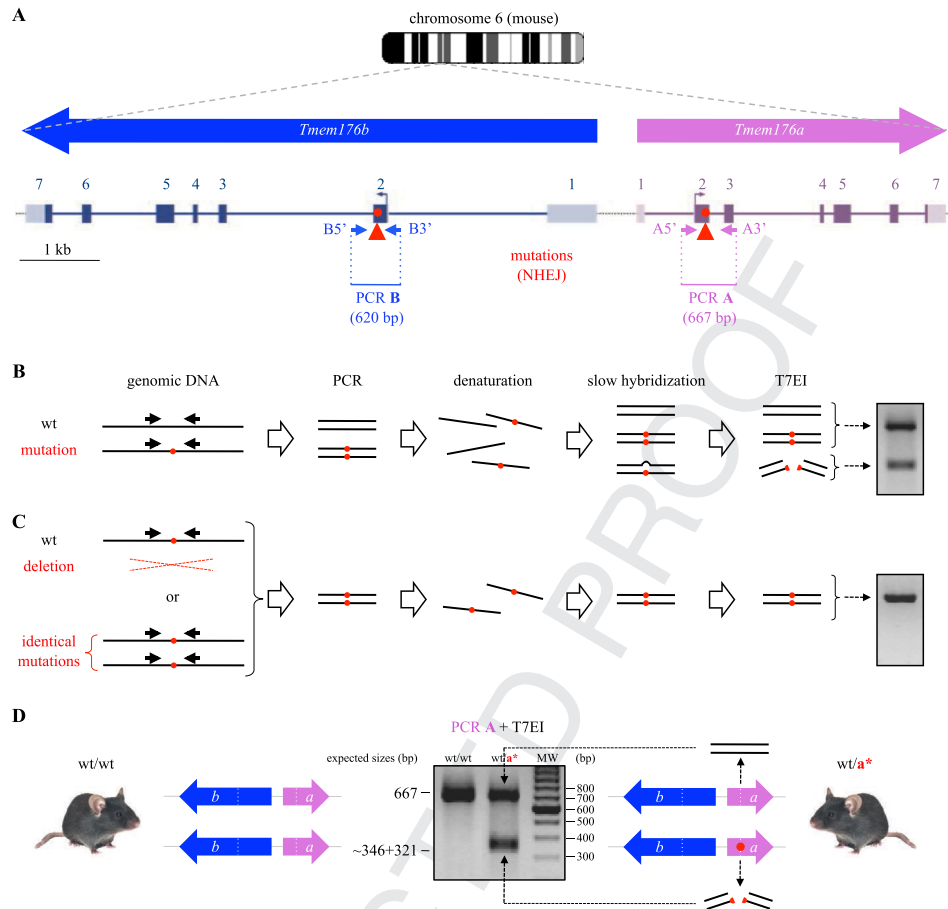 A
chromosome 6 (mouse)
Tmem176b
Tmem176a
7 6 5 4 3 2 1 1 2 3 4 5 6 7
B5’ B3’ A5’ A3’
1 kb
mutations
(NHEJ)
PCR B
(620 bp)
PCR A
(667 bp)
B
genomic DNA PCR denaturation slow hybridization T7EI
wt
mutation
C
wt
deletion
or
identical
mutations
D
PCR A + T7EI
wt/wt
expected sizes (bp) wt/wt wt/a* MW (bp)
wt/a*
667
~346+321
800
700
600
500
400
300
b a
b a
b a
b a
CTED PROOF